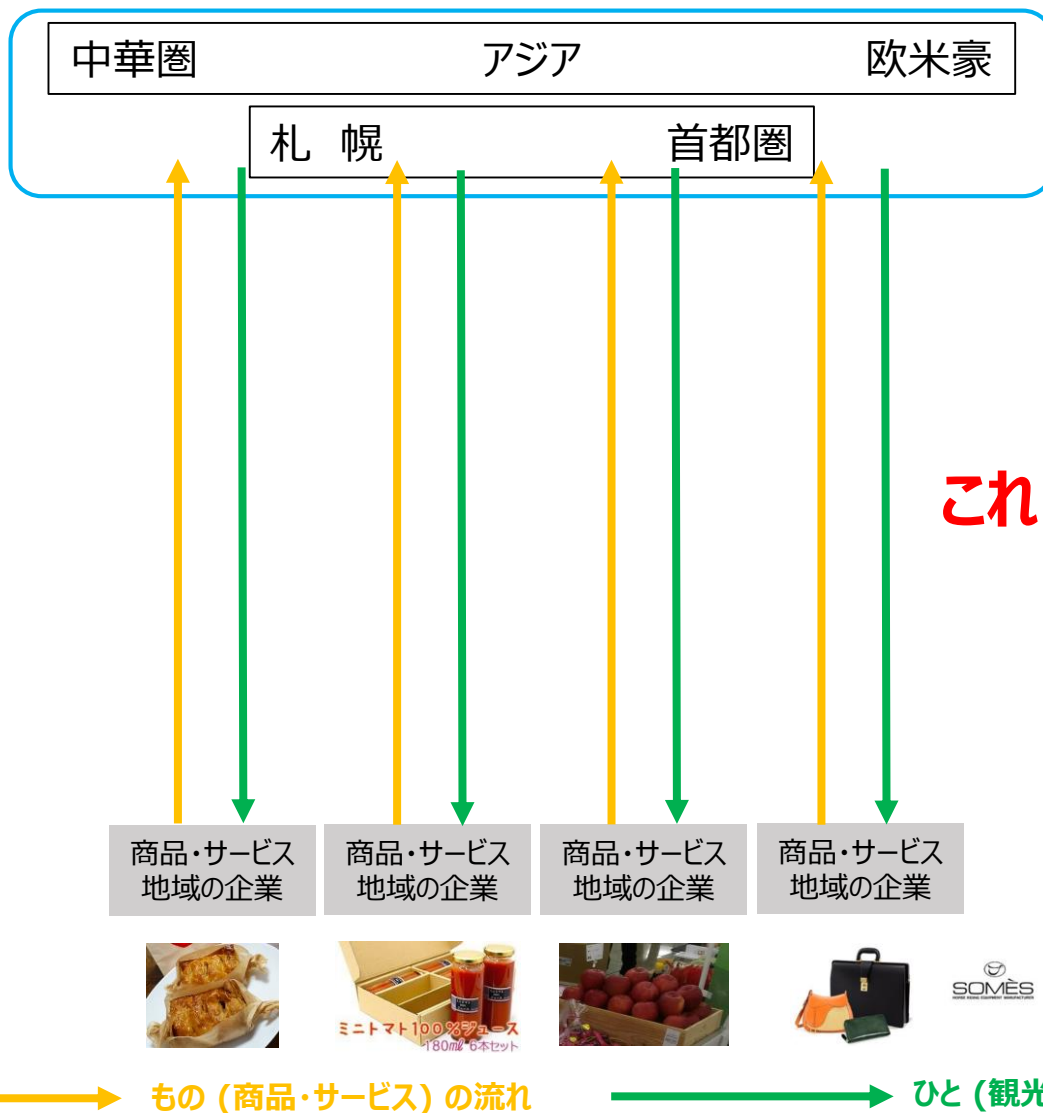 中華圏 アジア 欧米豪
札 幌 首都圏
これ
商品・サービス
地域の企業
商品・サービス
地域の企業
商品・サービス
地域の企業
商品・サービス
地域の企業
ミニトマト100%ジュース
180㎖ 6本セット
SOMÈS
もの (商品・サービス) の流れ
ひと (観光